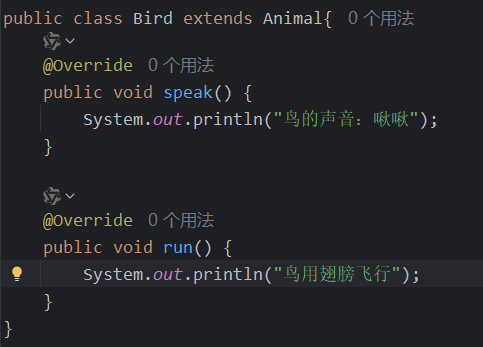 public class Bird extends Animal{ 0个用法
@Override 0个用法
public void speak() {
System.out.println("鸟的声音：啾啾");
}
@Override 0个用法
public void run() {
System.out.println("鸟用翅膀飞行");
}
}